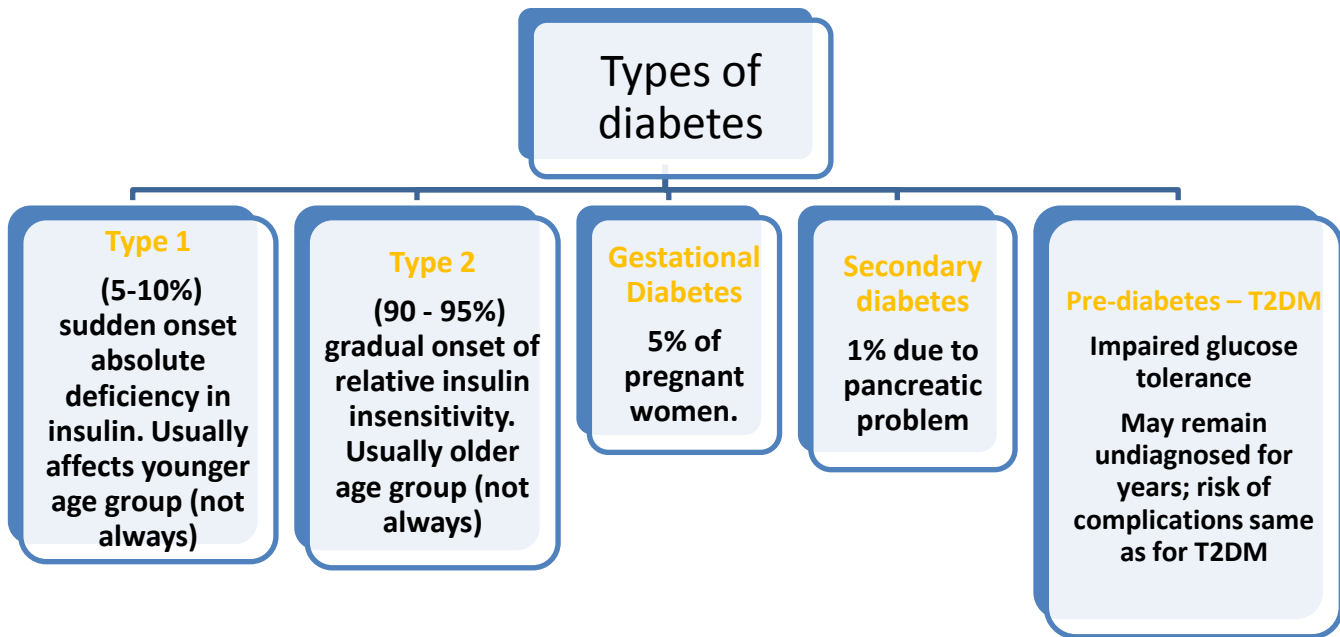 Types of
diabetes
Type 1
(5-10%)
sudden onset
absolute
deficiency in
insulin. Usually
affects younger
age group (not
always)
Type 2
(90 - 95%)
gradual onset of
relative insulin
insensitivity.
Usually older
age group (not
always)
Gestational
Diabetes
5% of
pregnant
women.
Secondary
diabetes
1% due to
pancreatic
problem
Pre-diabetes – T2DM
Impaired glucose
tolerance
May remain
undiagnosed for
years; risk of
complications same
as for T2DM